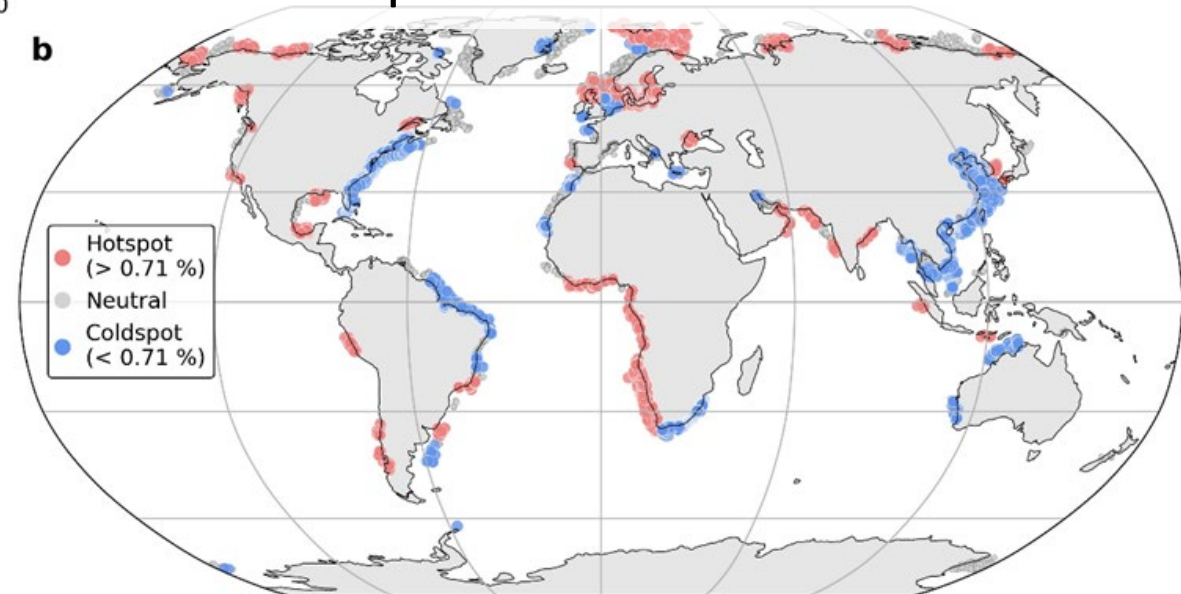 b
Hotspot
(> 0.71 %)
Neutral
Coldspot
(< 0.71 %)